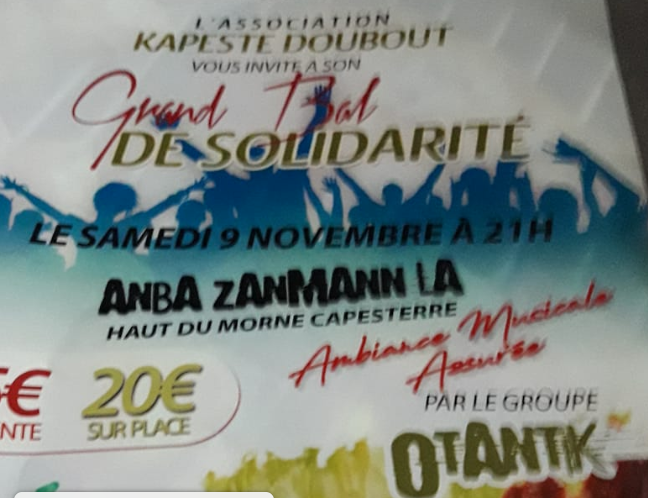 L'ASSOCIATION
KAPESTE DOUBOUT
VOUS INVITE A SON
Grand Bal
DE SOLIDARITÉ
LE SAMEDI 9 NOVEMBRE À 21H
ANBA ZANMANN LA
HAUT DU MORNE CAPESTERRE
Ambiance Musicale
Assurée
PAR LE GROUPE
OTANTIK
5€
NTE
20€
SUR PLACE